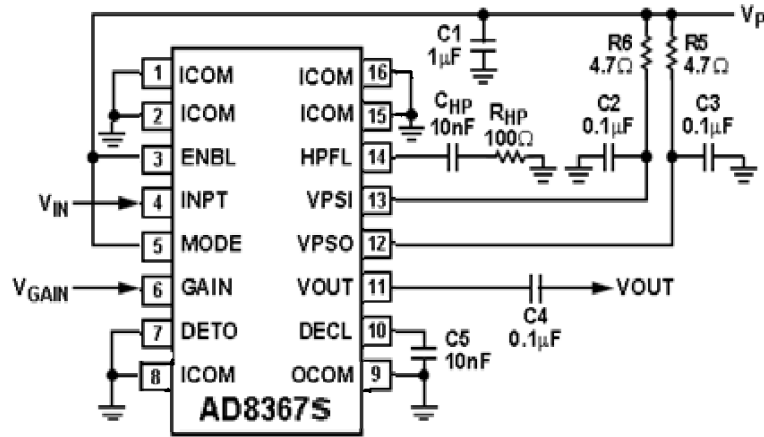 VP
C1
1µF
R6
4.7Ω
R5
4.7Ω
1 ICOM ICOM 16
2 ICOM ICOM 15
3 ENBL HPFL 14
4 INPT VPSI 13
5 MODE VPSO 12
6 GAIN VOUT 11
7 DETO DECL 10
8 ICOM OCOM 9
AD8367S
CHP
10nF
RHP
100Ω
C2
0.1µF
C3
0.1µF
VIN
VGAIN
VOUT
C4
0.1µF
C5
10nF